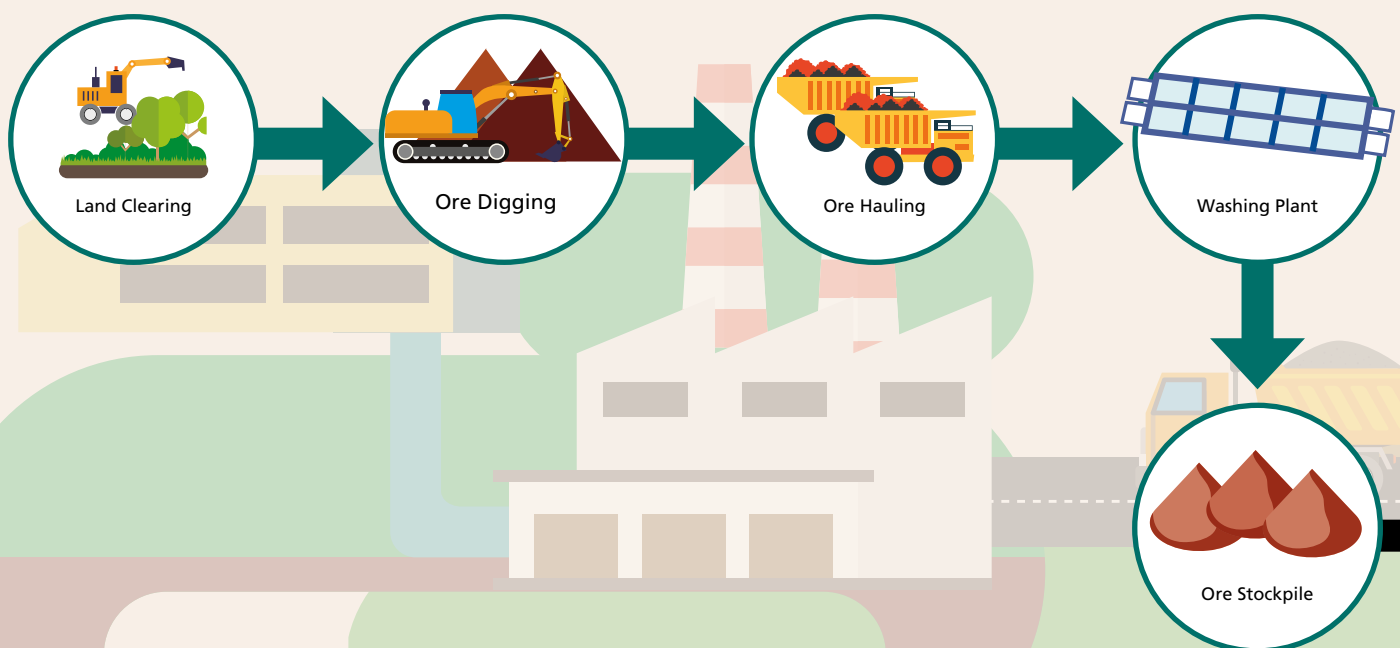 Land Clearing
Ore Digging
Ore Hauling
Washing Plant
Ore Stockpile